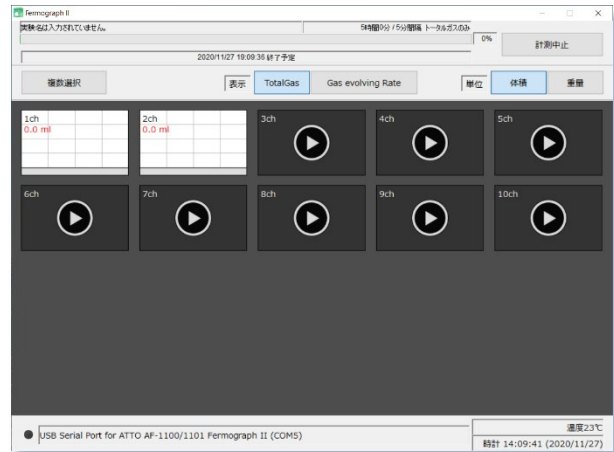 Fermograph II
実験名は入力されていません。
5時間0分 / 5分間隔 トータルガスのみ
0%
計測中止
2020/11/27 19:09:36 終了予定
複数選択
表示
TotalGas
Gas evolving Rate
単位
体積
重量
1ch
0.0 ml
2ch
0.0 ml
3ch
4ch
5ch
6ch
7ch
8ch
9ch
10ch
USB Serial Port for ATTO AF-1100/1101 Fermograph II (COM5)
温度23℃
時計 14:09:41 (2020/11/27)